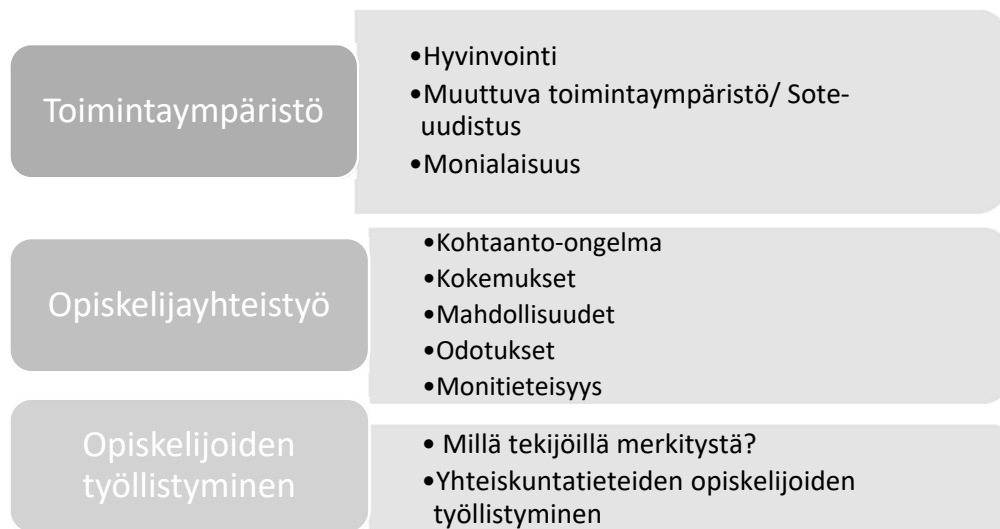 Toimintaympäristö
•Hyvinvointi
•Muuttuva toimintaympäristö/ Sote-
uudistus
•Monialaisuus
Opiskelijayhteistyö
•Kohtaanto-ongelma
•Kokemukset
•Mahdollisuudet
•Odotukset
•Monitieteisyys
Opiskelijoiden
työllistyminen
• Millä tekijöillä merkitystä?
•Yhteiskuntatieteiden opiskelijoiden
työllistyminen